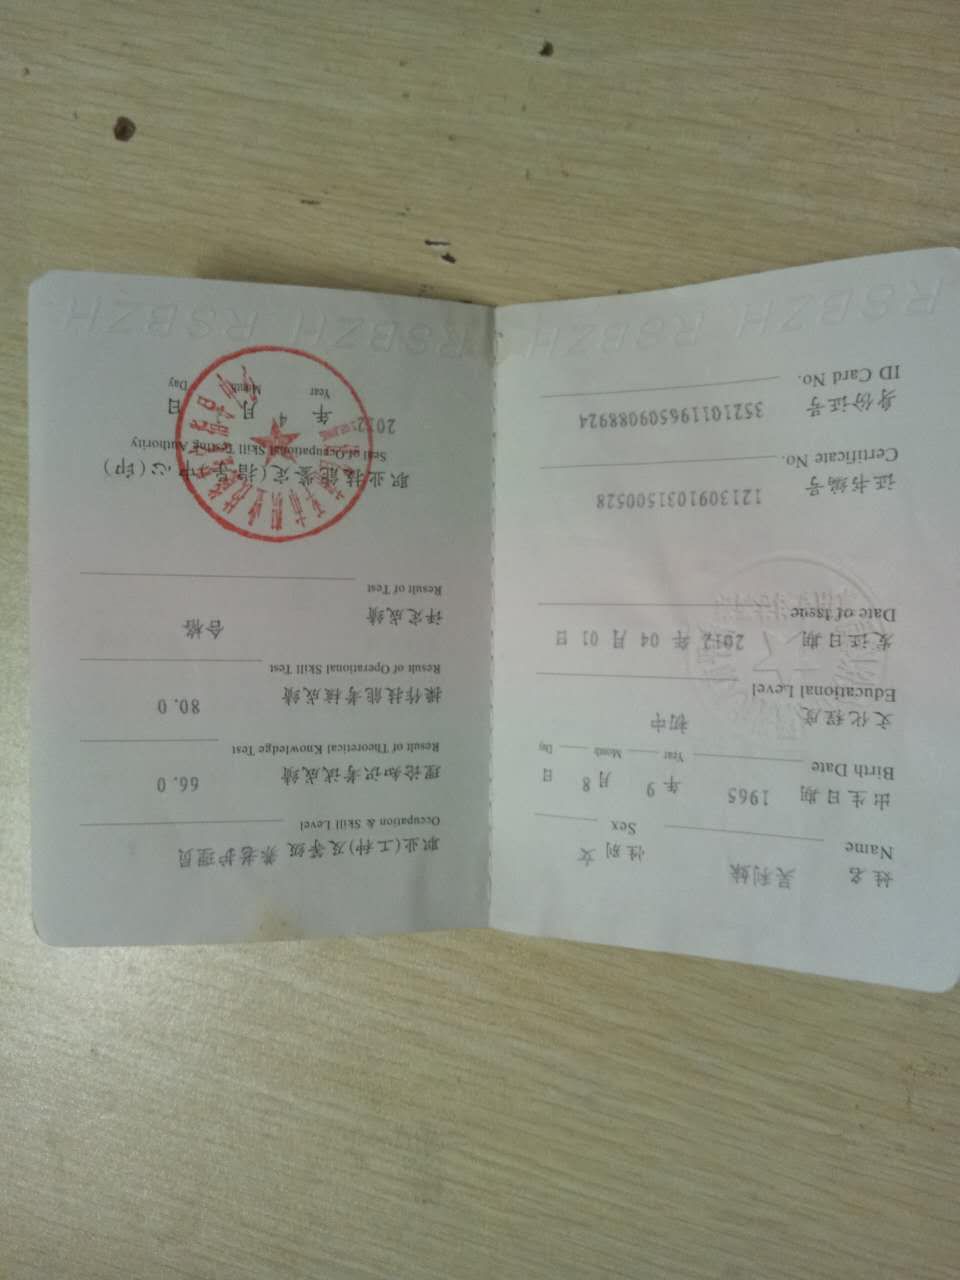 姓名 吴利妹 性别 女
Name Sex
出生日期 1965 年 9 月 8 日
Birth Date Year Month Day
文化程度 初中
Educational Level
发证日期 2012 年 04 月 01 日
Date of Issue
证书编号 1213091031500528
Certificate No.
身份证号 352101196509088924
ID Card No.
RSBZH RSBZH
职业(工种)及等级 养老护理员
Occupation & Skill Level
理论知识考试成绩 66.0
Result of Theoretical Knowledge Test
操作技能考核成绩 80.0
Result of Operational Skill Test
评定成绩 合格
Result of Test
职业技能鉴定(指导)中心(印)
Seal of Occupational Skill Testing Authority
2012 年 4 月 日
Year Month Day
RSBZH RSBZH